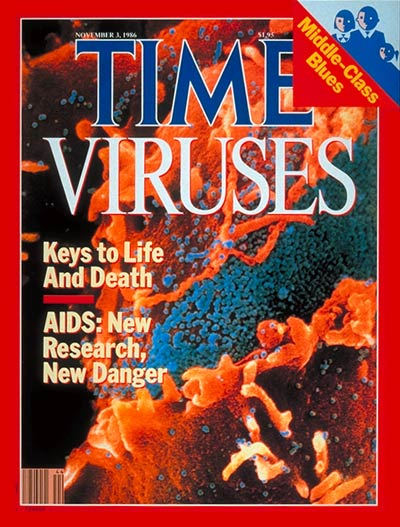 NOVEMBER 3, 1986
$1.95
TIME
Middle-Class
Blues
VIRUSES
Keys to Life
And Death
AIDS: New
Research,
New Danger